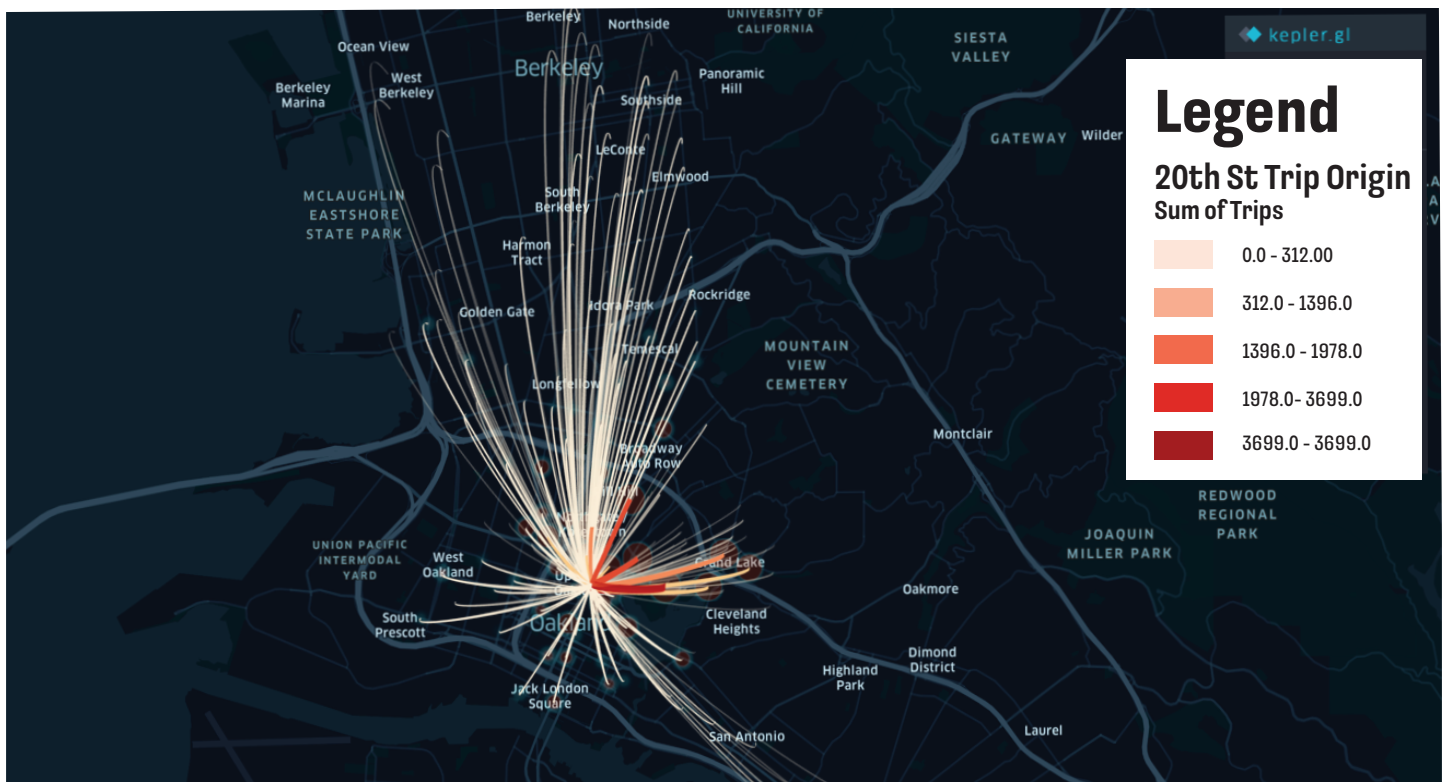 Berkeley
Northside
UNIVERSITY OF
CALIFORNIA
kepler.gl
Ocean View
SIESTA
VALLEY
Berkeley
West
Berkeley
Panoramic
Hill
Berkeley
Marina
Southside
GATEWAY
Wilder
LeConte
Elmwood
MCLAUGHLIN
EASTSHORE
STATE PARK
South
Berkeley
Harmon
Tract
Rockridge
Idora Park
Golden Gate
Temescal
MOUNTAIN
VIEW
CEMETERY
Longfellow
Montclair
Broadway
Auto Row
REDWOOD
REGIONAL
PARK
JOAQUIN
MILLER PARK
UNION PACIFIC
INTERMODAL
YARD
West
Oakland
Grand Lake
Oakmore
South
Prescott
Oakland
Cleveland
Heights
Dimond
District
Highland
Park
Jack London
Square
San Antonio
Laurel
Legend
20th St Trip Origin
Sum of Trips
0.0 - 312.00
312.0 - 1396.0
1396.0 - 1978.0
1978.0- 3699.0
3699.0 - 3699.0